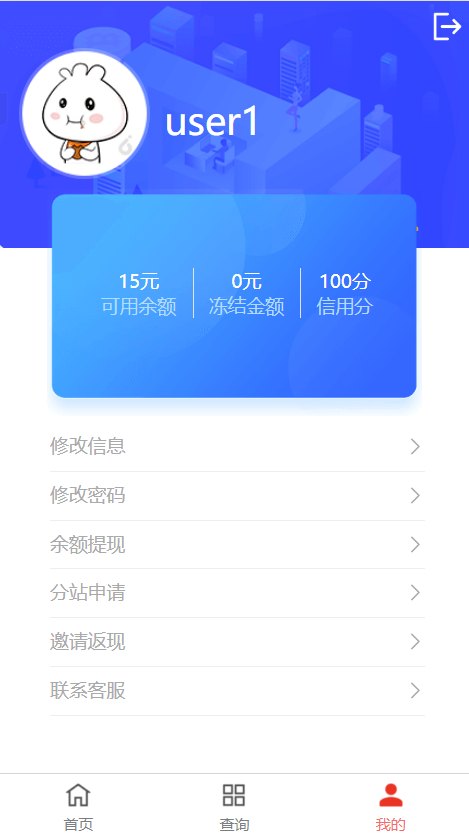 user1
15元 0元 100分
可用余额 冻结金额 信用分
修改信息
修改密码
余额提现
分站申请
邀请返现
联系客服
首页 查询 我的